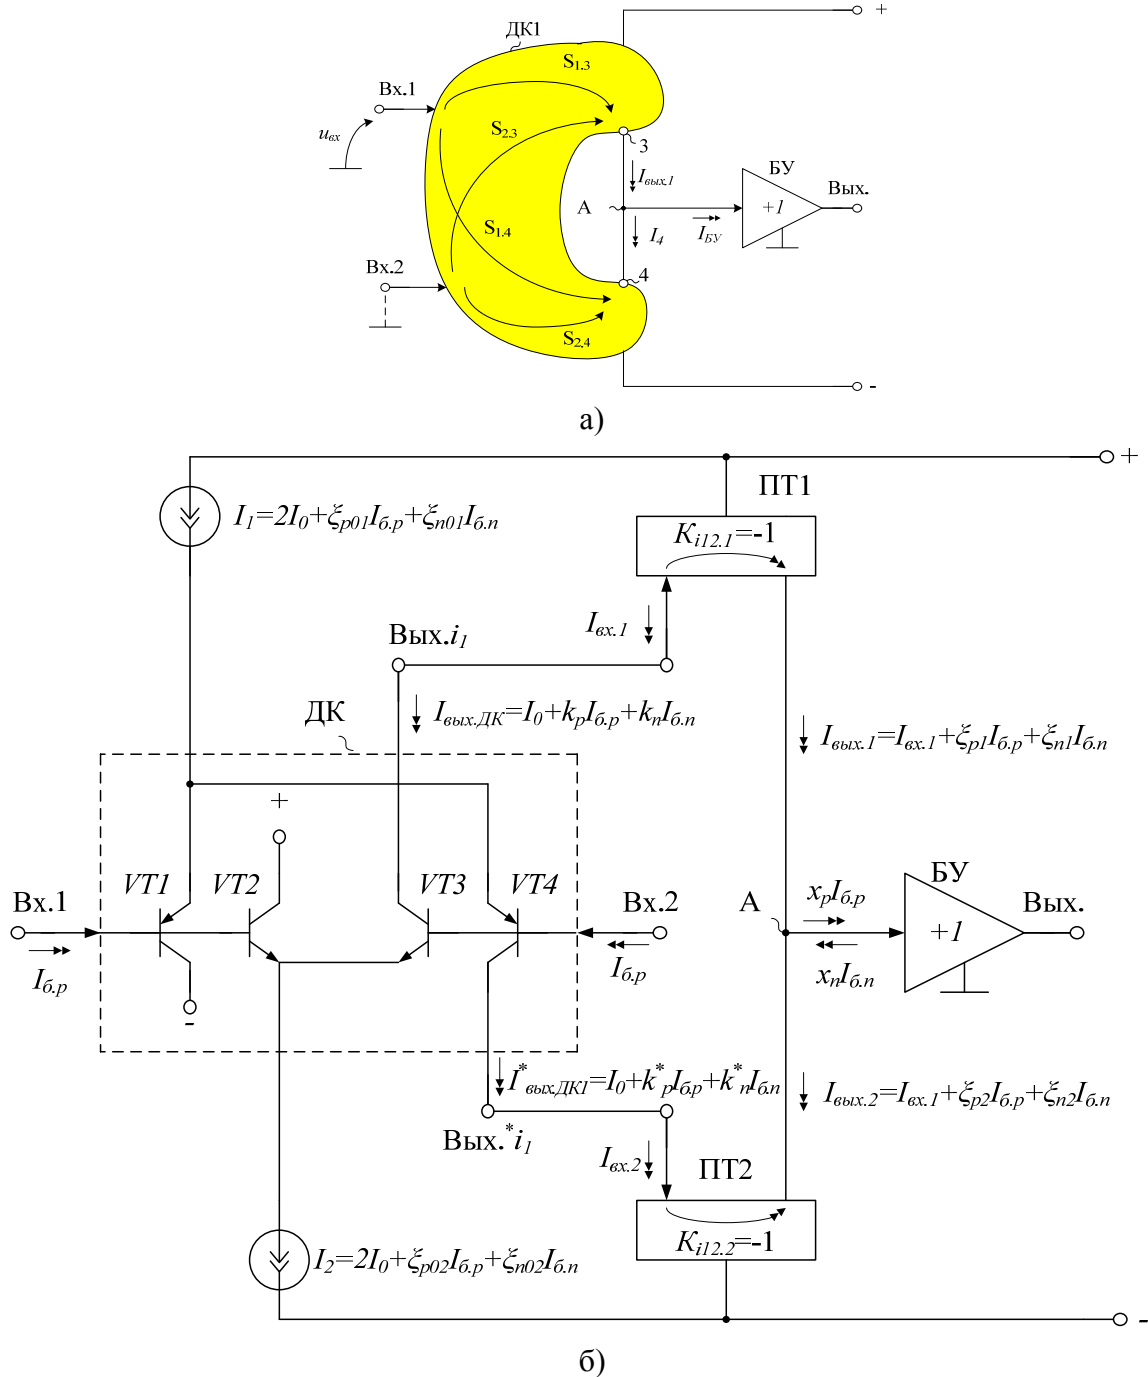 ДК1
+
S1.3
Вх.1
uвх
S2.3
3
Iвых.1
БУ
Вых.
+1
А
S1.4
I4
IБУ
Вх.2
4
S2.4
-
а)
+
ПТ1
I1=2I0+ξp01Iб.p+ξn01Iб.n
Ki12.1=-1
Iвх.1
Вых.i1
Iвых.ДК=I0+kpIб.p+knIб.n
ДК
Iвых.1=Iвх.1+ξp1Iб.p+ξn1Iб.n
+
БУ
VT1
VT2
VT3
VT4
Вх.1
Вх.2
А
xpIб.p
Вых.
+1
Iб.p
Iб.p
xnIб.n
-
I*вых.ДК1=I0+k*pIб.p+k*nIб.n
Iвых.2=Iвх.1+ξp2Iб.p+ξn2Iб.n
Вых.*i1
Iвх.2
ПТ2
Ki12.2=-1
I2=2I0+ξp02Iб.p+ξn02Iб.n
-
б)